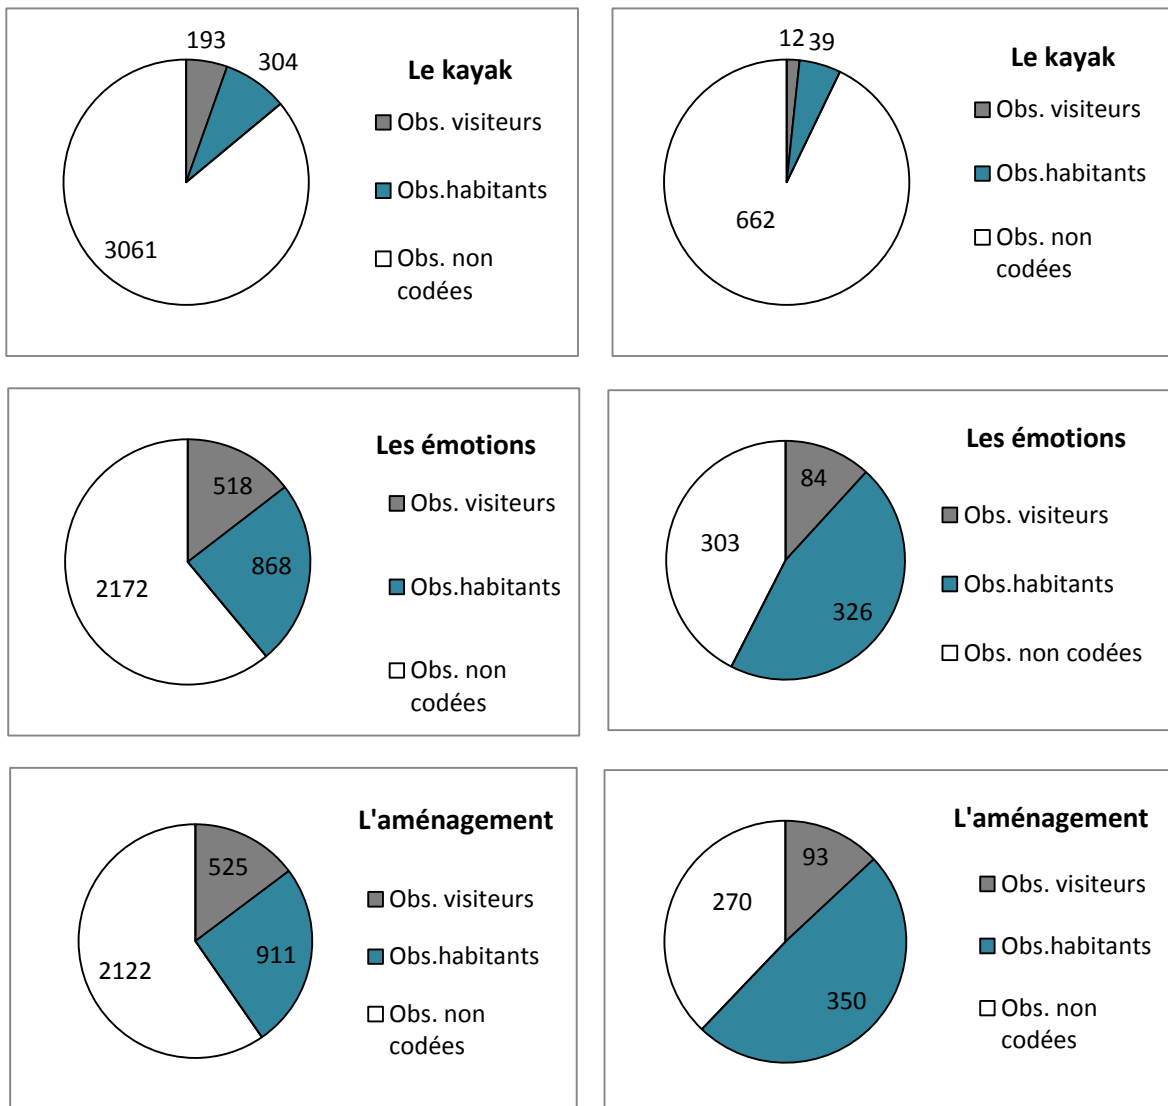 193
304
3061
Le kayak
Obs. visiteurs
Obs.habitants
Obs. non
codées
12 39
662
Le kayak
Obs. visiteurs
Obs.habitants
Obs. non
codées
518
868
2172
Les émotions
Obs. visiteurs
Obs.habitants
Obs. non
codées
84
303
326
Les émotions
Obs. visiteurs
Obs.habitants
Obs. non codées
525
911
2122
L'aménagement
Obs. visiteurs
Obs.habitants
Obs. non
codées
93
270
350
L'aménagement
Obs. visiteurs
Obs.habitants
Obs. non
codées